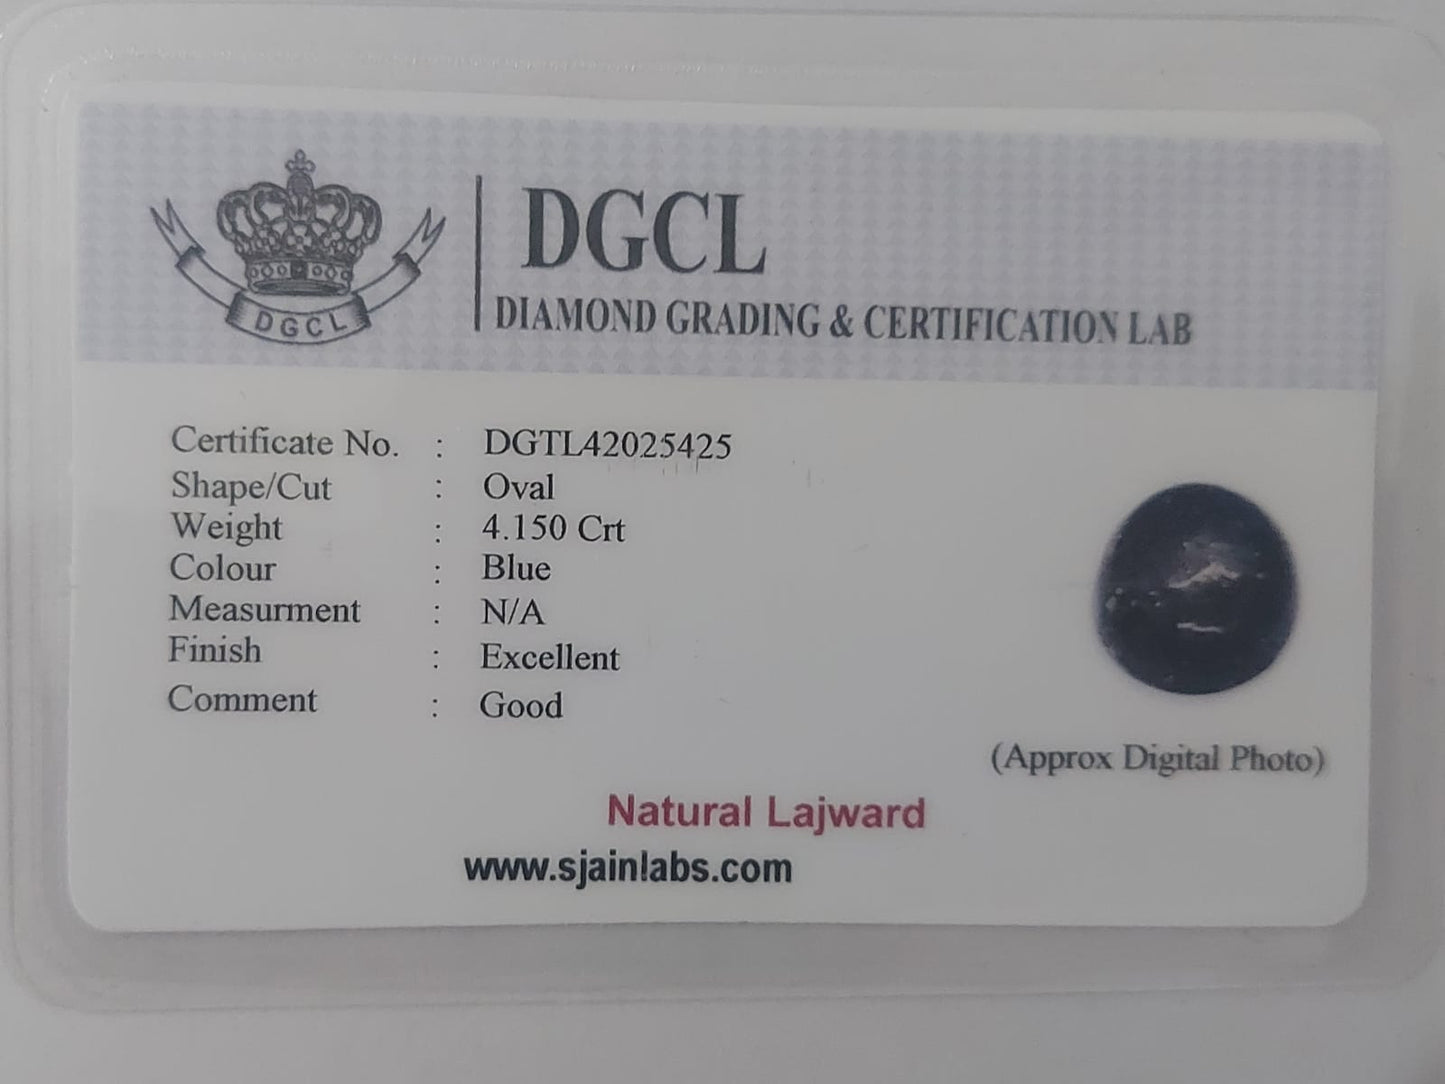 DGCL
DGCL
DIAMOND GRADING & CERTIFICATION LAB
Certificate No. : DGTL42025425
Shape/Cut : Oval
Weight : 4.150 Crt
Colour : Blue
Measurment : N/A
Finish : Excellent
Comment : Good
(Approx Digital Photo)
Natural Lajward
www.sjainlabs.com